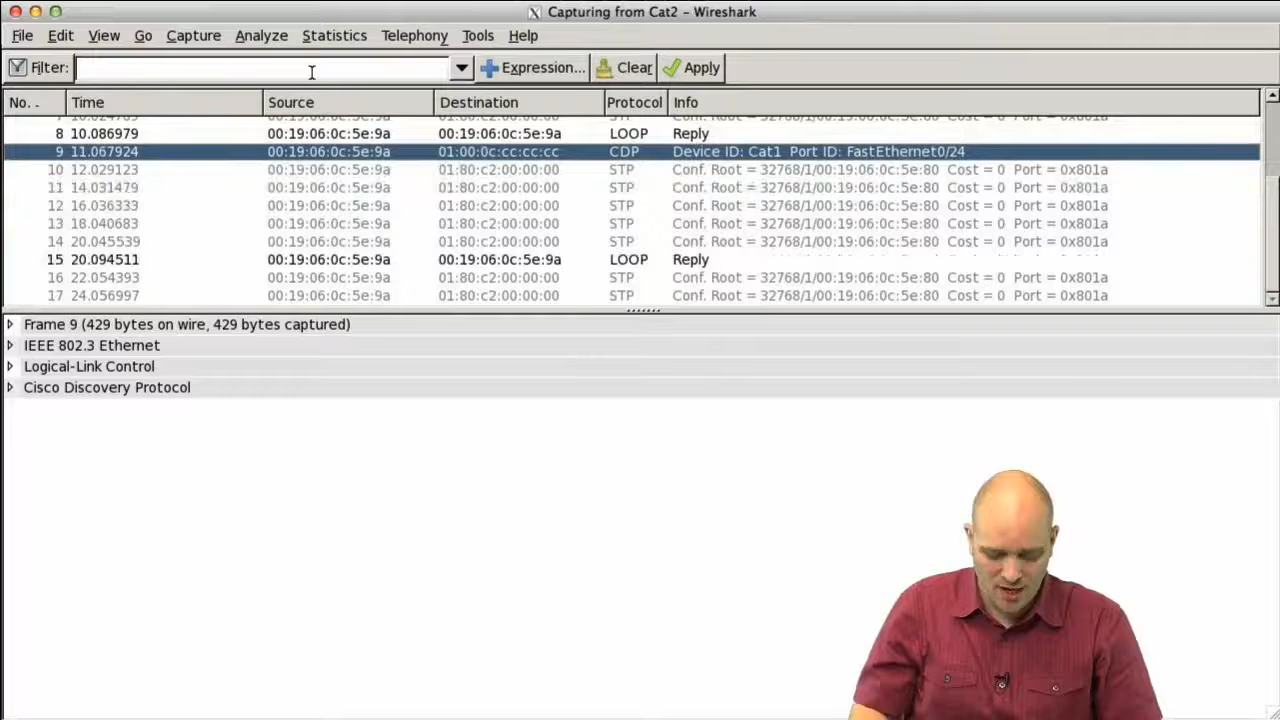 Capturing from Cat2 – Wireshark
File Edit View Go Capture Analyze Statistics Telephony Tools Help
Filter: Expression... Clear Apply
No. . Time Source Destination Protocol Info
8 10.086979 00:19:06:0c:5e:9a 00:19:06:0c:5e:9a LOOP Reply
9 11.067924 00:19:06:0c:5e:9a 01:00:0c:cc:cc:cc CDP Device ID: Cat1 Port ID: FastEthernet0/24
10 12.029123 00:19:06:0c:5e:9a 01:80:c2:00:00:00 STP Conf. Root = 32768/1/00:19:06:0c:5e:80 Cost = 0 Port = 0x801a
11 14.031479 00:19:06:0c:5e:9a 01:80:c2:00:00:00 STP Conf. Root = 32768/1/00:19:06:0c:5e:80 Cost = 0 Port = 0x801a
12 16.036333 00:19:06:0c:5e:9a 01:80:c2:00:00:00 STP Conf. Root = 32768/1/00:19:06:0c:5e:80 Cost = 0 Port = 0x801a
13 18.040683 00:19:06:0c:5e:9a 01:80:c2:00:00:00 STP Conf. Root = 32768/1/00:19:06:0c:5e:80 Cost = 0 Port = 0x801a
14 20.045539 00:19:06:0c:5e:9a 01:80:c2:00:00:00 STP Conf. Root = 32768/1/00:19:06:0c:5e:80 Cost = 0 Port = 0x801a
15 20.094511 00:19:06:0c:5e:9a 00:19:06:0c:5e:9a LOOP Reply
16 22.054393 00:19:06:0c:5e:9a 01:80:c2:00:00:00 STP Conf. Root = 32768/1/00:19:06:0c:5e:80 Cost = 0 Port = 0x801a
17 24.056997 00:19:06:0c:5e:9a 01:80:c2:00:00:00 STP Conf. Root = 32768/1/00:19:06:0c:5e:80 Cost = 0 Port = 0x801a
Frame 9 (429 bytes on wire, 429 bytes captured)
IEEE 802.3 Ethernet
Logical-Link Control
Cisco Discovery Protocol